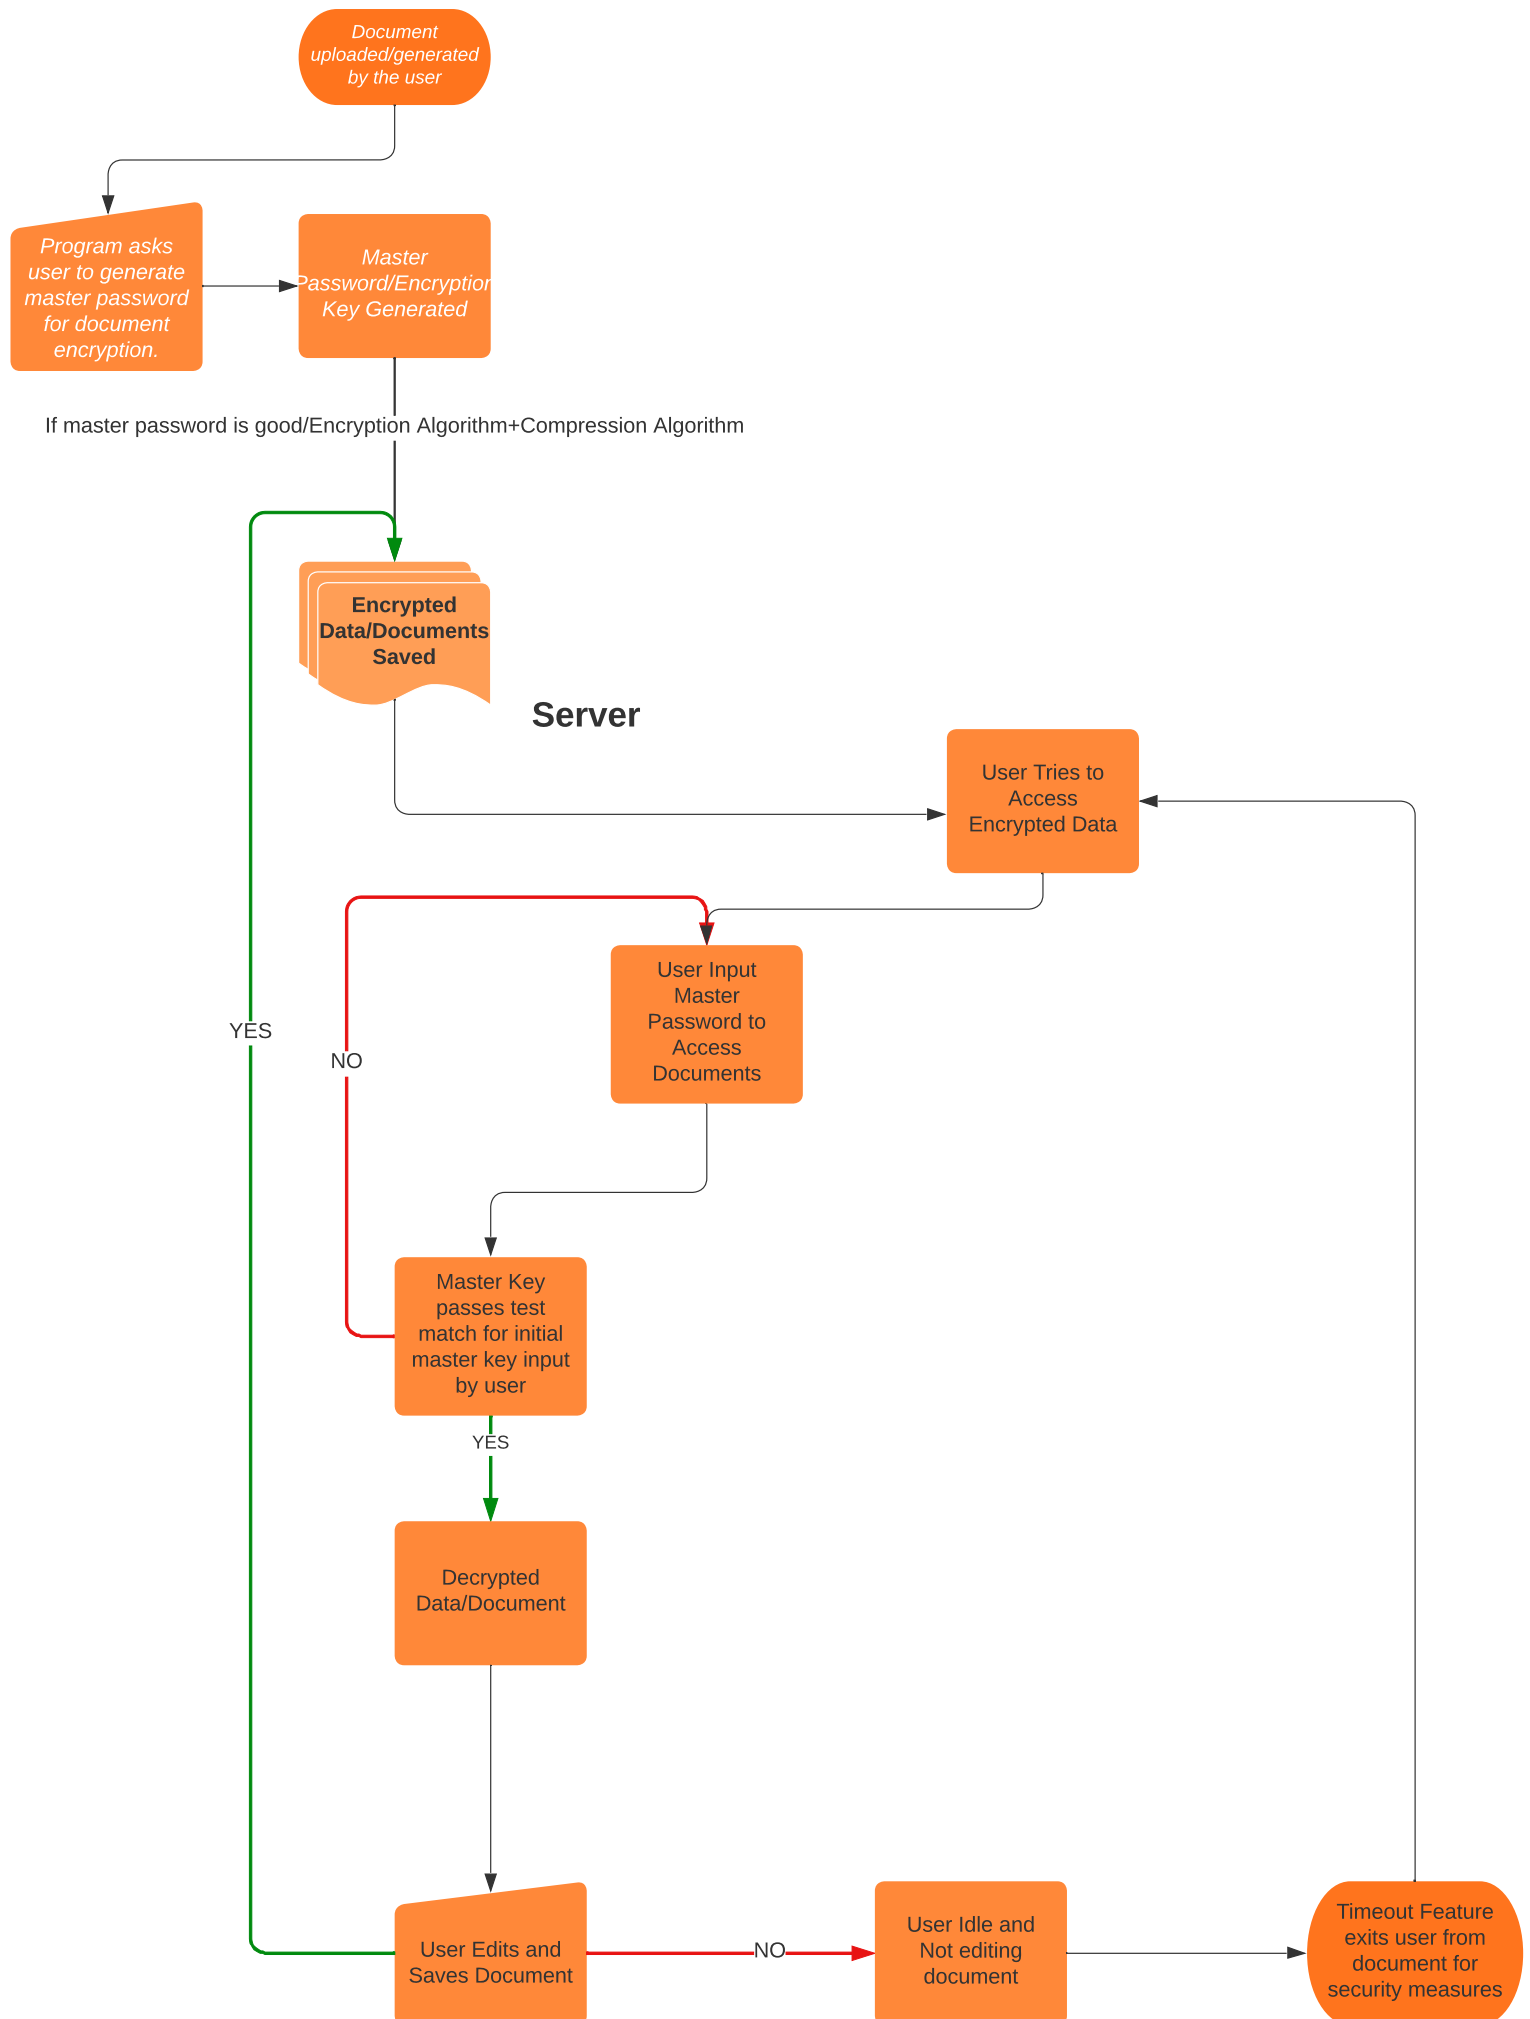 Document
uploaded/generated
by the user
Program asks
user to generate
master password
for document
encryption.
Master
Password/Encryption
Key Generated
If master password is good/Encryption Algorithm+Compression Algorithm
Encrypted
Data/Documents
Saved
Server
User Tries to
Access
Encrypted Data
User Input
Master
Password to
Access
Documents
YES
NO
Master Key
passes test
match for initial
master key input
by user
YES
Decrypted
Data/Document
User Edits and
Saves Document
NO
User Idle and
Not editing
document
Timeout Feature
exits user from
document for
security measures